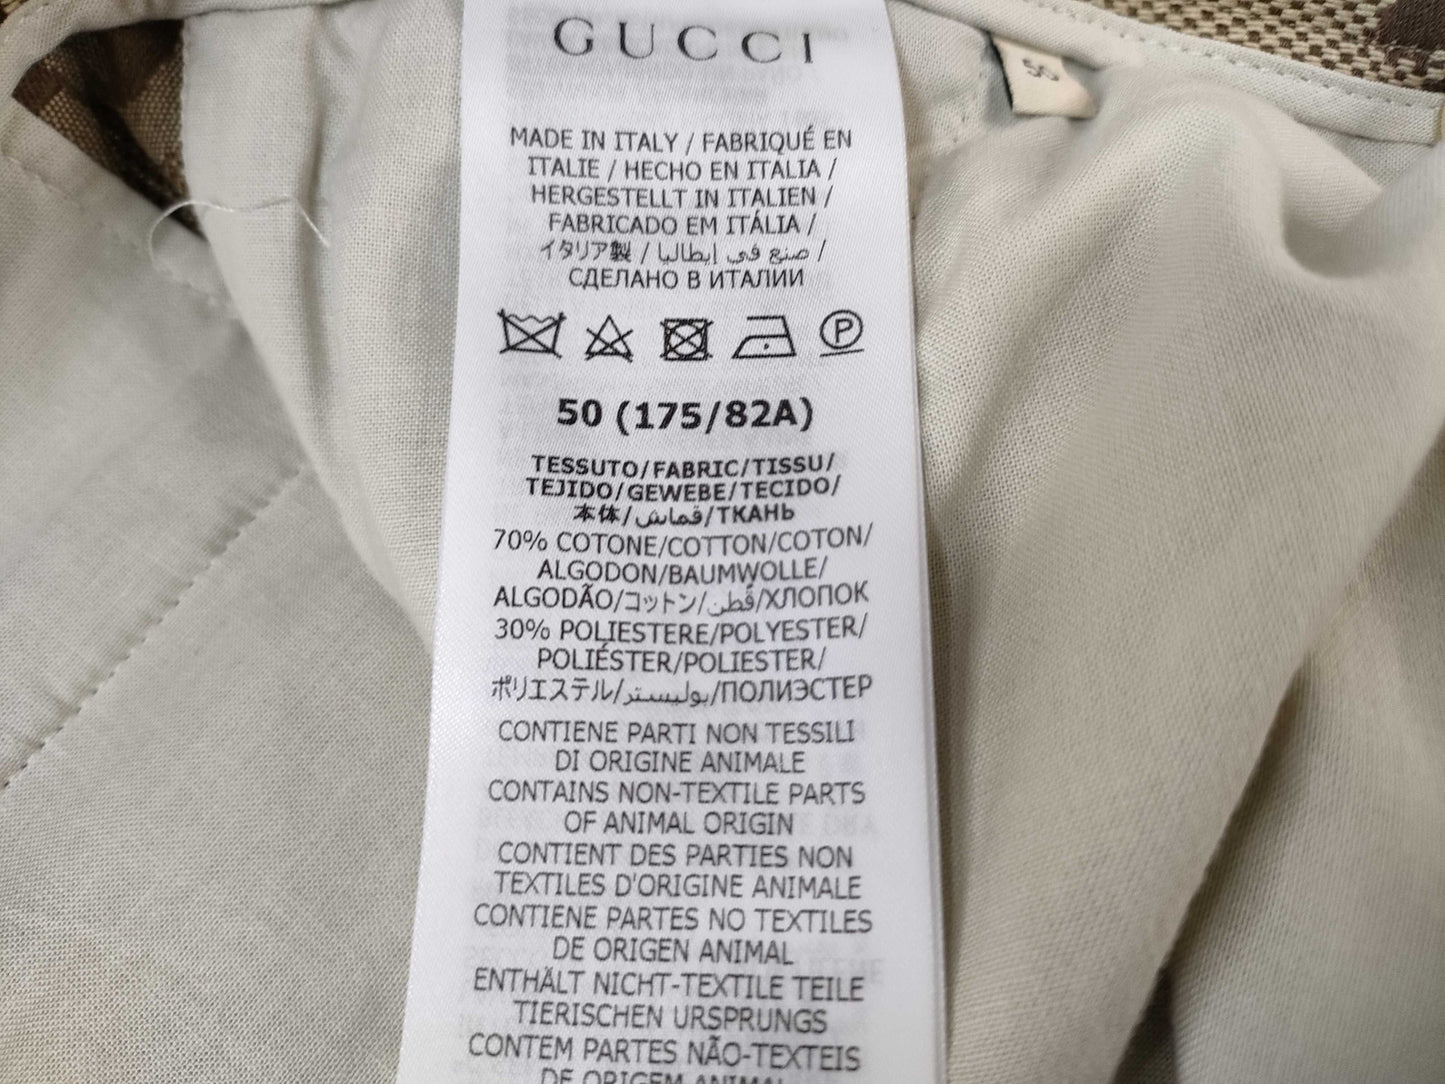 GUCCI
50
MADE IN ITALY / FABRIQUÉ EN
ITALIE / HECHO EN ITALIA /
HERGESTELLT IN ITALIEN /
FABRICADO EM ITÁLIA /
イタリア製 / صنع في إيطاليا /
СДЕЛАНО В ИТАЛИИ
P
50 (175/82A)
TESSUTO/FABRIC/TISSU/
TEJIDO/GEWEBE/TECIDO/
本体/قماش/ТКАНЬ
70% COTONE/COTTON/COTON/
ALGODON/BAUMWOLLE/
ALGODÃO/コットン/قطن/ХЛОПОК
30% POLIESTERE/POLYESTER/
POLIÉSTER/POLIESTER/
ポリエステル/بوليستر/ПОЛИЭСТЕР
CONTIENE PARTI NON TESSILI
DI ORIGINE ANIMALE
CONTAINS NON-TEXTILE PARTS
OF ANIMAL ORIGIN
CONTIENT DES PARTIES NON
TEXTILES D'ORIGINE ANIMALE
CONTIENE PARTES NO TEXTILES
DE ORIGEN ANIMAL
ENTHÄLT NICHT-TEXTILE TEILE
TIERISCHEN URSPRUNGS
CONTEM PARTES NÃO-TEXTEIS
DE ORIGEM ANIMAL